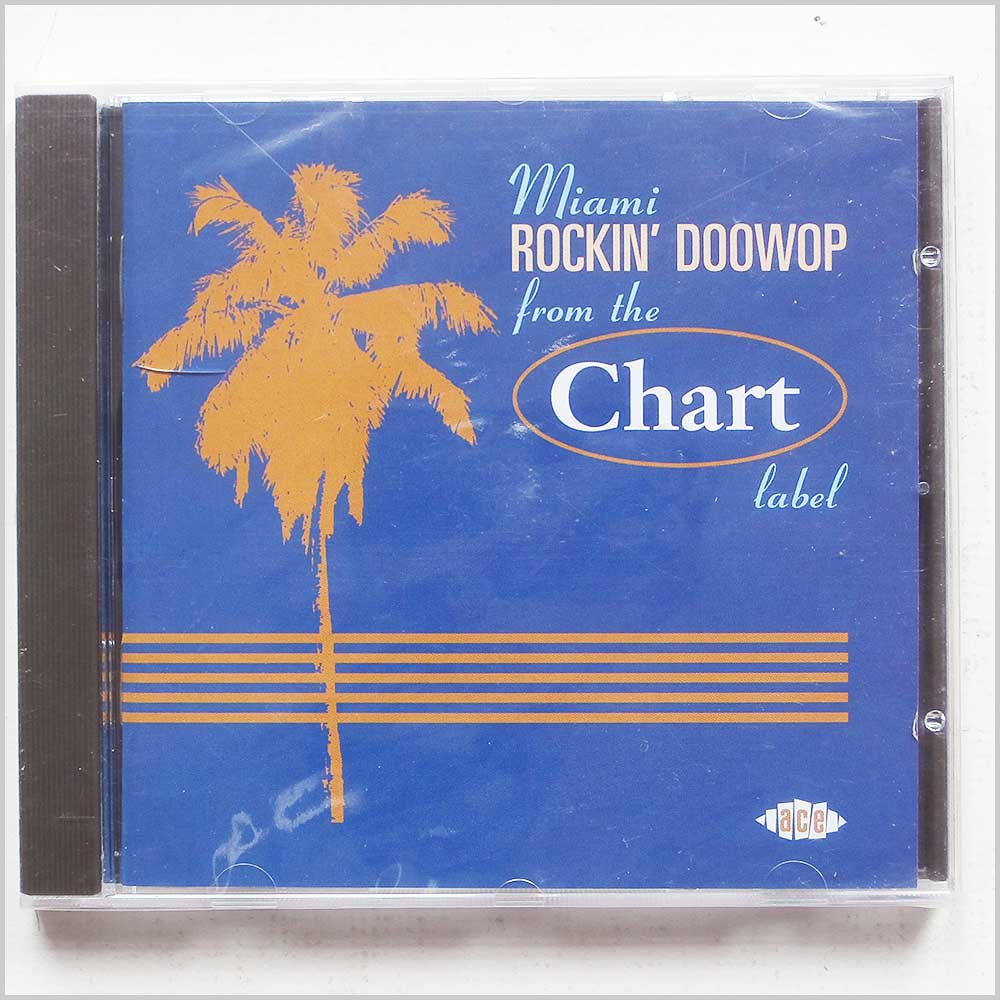 Miami
ROCKIN' DOOWOP
from the
Chart
label
ace